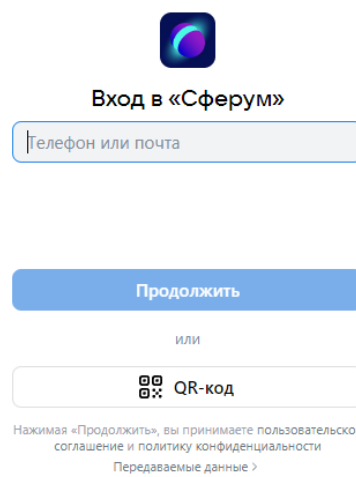 Вход в «Сферум»
Телефон или почта
Продолжить
или
QR-код
Нажимая «Продолжить», вы принимаете пользовательско
соглашение и политику конфиденциальности
Передаваемые данные >